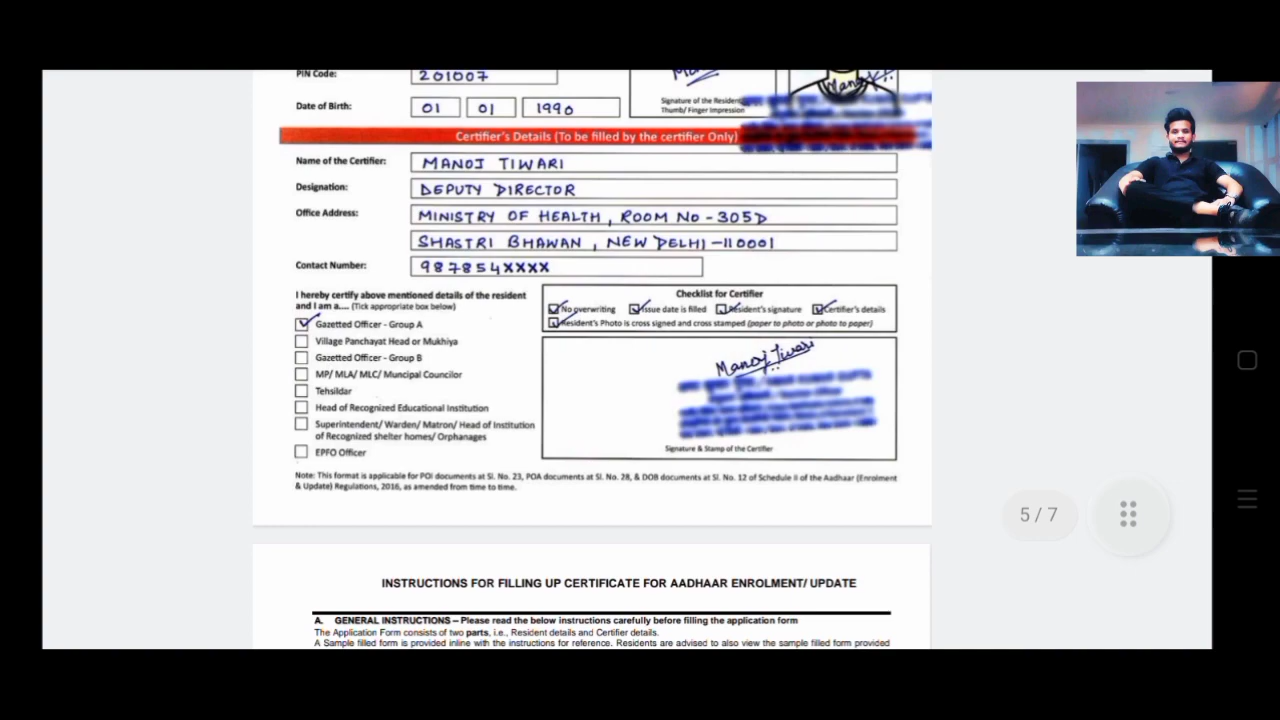 PIN Code: 201007
Date of Birth: 01 01 1990
Signature of the Resident
Thumb/ Finger Impression
Certifier's Details (To be filled by the certifier Only)
Name of the Certifier: MANOJ TIWARI
Designation: DEPUTY DIRECTOR
Office Address: MINISTRY OF HEALTH, ROOM NO - 305D
SHASTRI BHAWAN, NEW DELHI -110001
Contact Number: 987854XXXX
I hereby certify above mentioned details of the resident
and I am a.... (Tick appropriate box below)
Gazetted Officer - Group A
Village Panchayat Head or Mukhiya
Gazetted Officer - Group B
MP/ MLA/ MLC/ Muncipal Councilor
Tehsildar
Head of Recognized Educational Institution
Superintendent/ Warden/ Matron/ Head of Institution
of Recognized shelter homes/ Orphanages
EPFO Officer
Checklist for Certifier
No overwriting Issue date is filled Resident's signature Certifier's details
Resident's Photo is cross signed and cross stamped (paper to photo or photo to paper)
Manoj Tiwari
Signature & Stamp of the Certifier
Note: This format is applicable for POI documents at Sl. No. 23, POA documents at Sl. No. 28, & DOB documents at Sl. No. 12 of Schedule II of the Aadhaar (Enrolment
& Update) Regulations, 2016, as amended from time to time.
5 / 7
INSTRUCTIONS FOR FILLING UP CERTIFICATE FOR AADHAAR ENROLMENT/ UPDATE
A. GENERAL INSTRUCTIONS – Please read the below instructions carefully before filling the application form
The Application Form consists of two parts, i.e., Resident details and Certifier details.
A Sample filled form is provided inline with the instructions for reference. Residents are advised to also view the sample filled form provided